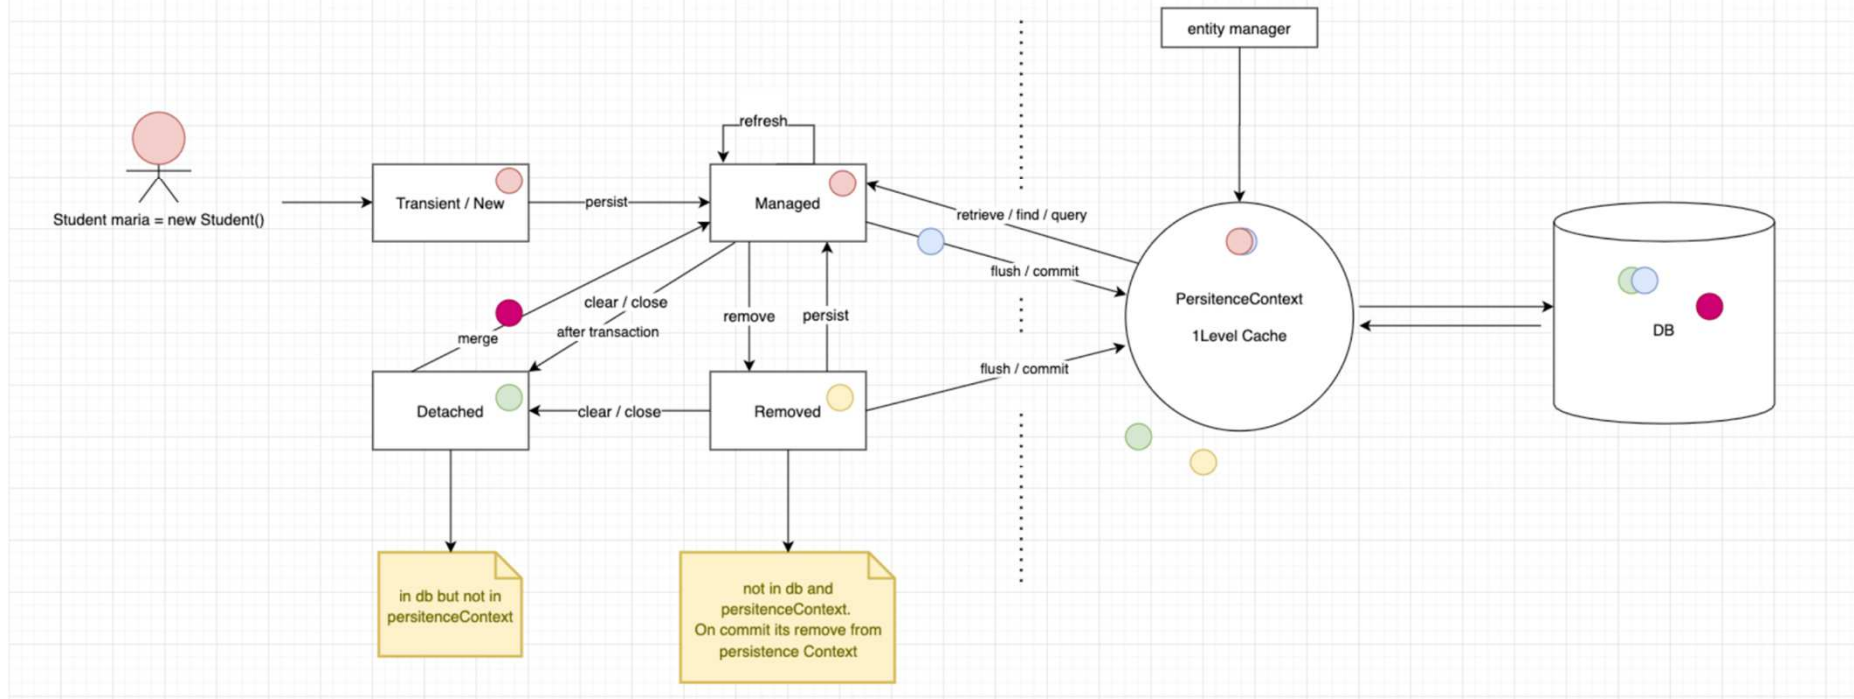 entity manager
refresh
Student maria = new Student()
Transient / New
persist
Managed
retrieve / find / query
flush / commit
clear / close
after transaction
merge
remove
persist
PersitenceContext
1Level Cache
DB
flush / commit
Detached
clear / close
Removed
in db but not in
persitenceContext
not in db and
persitenceContext.
On commit its remove from
persistence Context